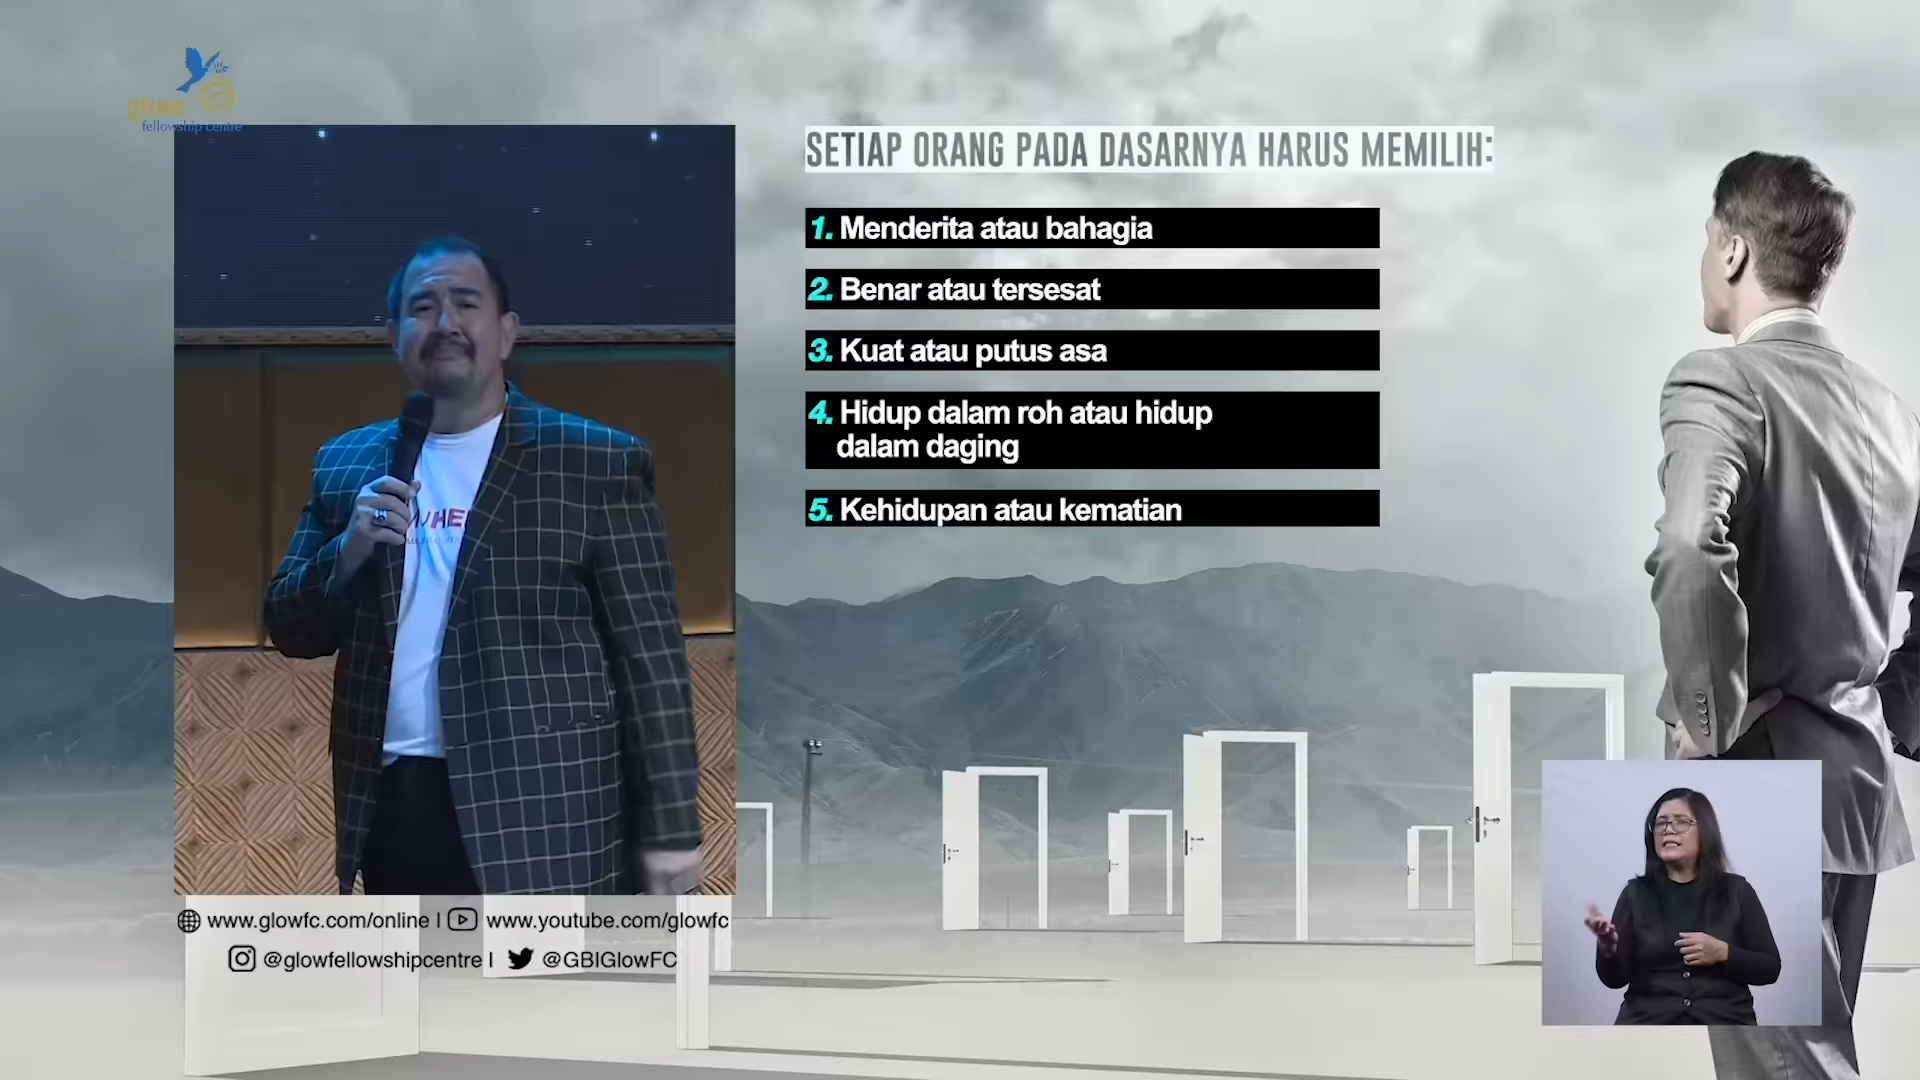 glow
fellowship centre
SETIAP ORANG PADA DASARNYA HARUS MEMILIH:
1. Menderita atau bahagia
2. Benar atau tersesat
3. Kuat atau putus asa
4. Hidup dalam roh atau hidup
dalam daging
5. Kehidupan atau kematian
www.glowfc.com/online | www.youtube.com/glowfc
@glowfellowshipcentre | @GBIGlowFC